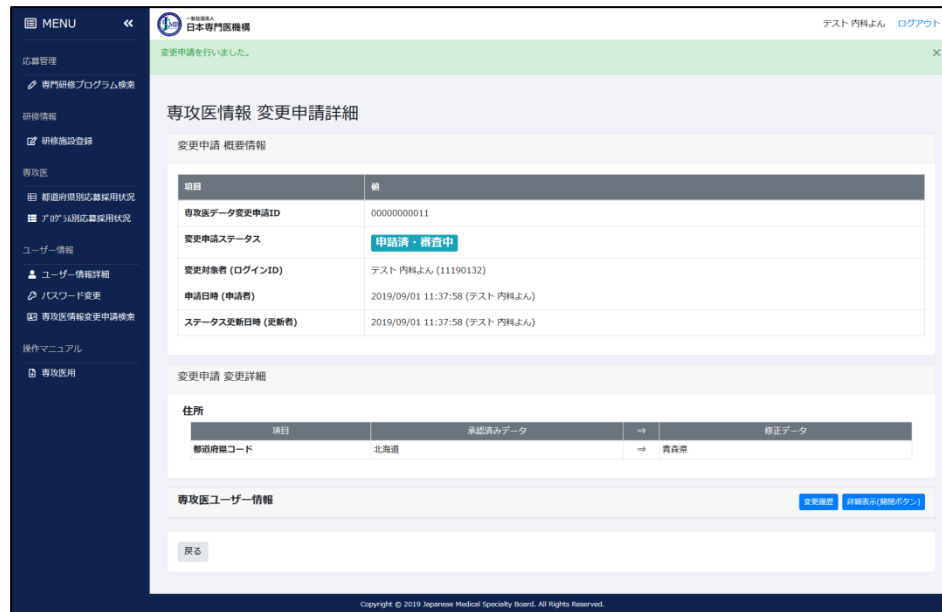 MENU
一般社団法人
日本専門医機構
テスト 内科よん ログアウト
変更申請を行いました。
×
応募管理
専門研修プログラム検索
研修情報
研修施設登録
専攻医
都道府県別応募採用状況
ﾌﾟﾛｸﾞﾗﾑ別応募採用状況
ユーザー情報
ユーザー情報詳細
パスワード変更
専攻医情報変更申請検索
操作マニュアル
専攻医用
専攻医情報 変更申請詳細
変更申請 概要情報
項目 値
専攻医データ変更申請ID 00000000011
変更申請ステータス 申請済・審査中
変更対象者 (ログインID) テスト 内科よん (11190132)
申請日時 (申請者) 2019/09/01 11:37:58 (テスト 内科よん)
ステータス更新日時 (更新者) 2019/09/01 11:37:58 (テスト 内科よん)
変更申請 変更詳細
住所
項目 承認済みデータ ⇒ 修正データ
都道府県コード 北海道 ⇒ 青森県
専攻医ユーザー情報 変更履歴 詳細表示(開閉ボタン)
戻る
Copyright © 2019 Japanese Medical Specialty Board. All Rights Reserved.